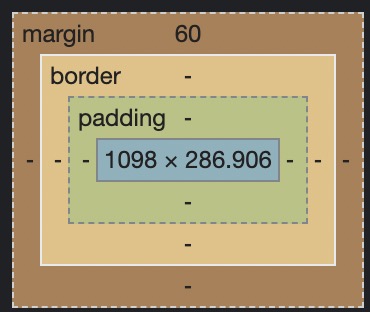 margin 60
border -
padding -
- - - 1098 × 286.906 - - -
-
-
-